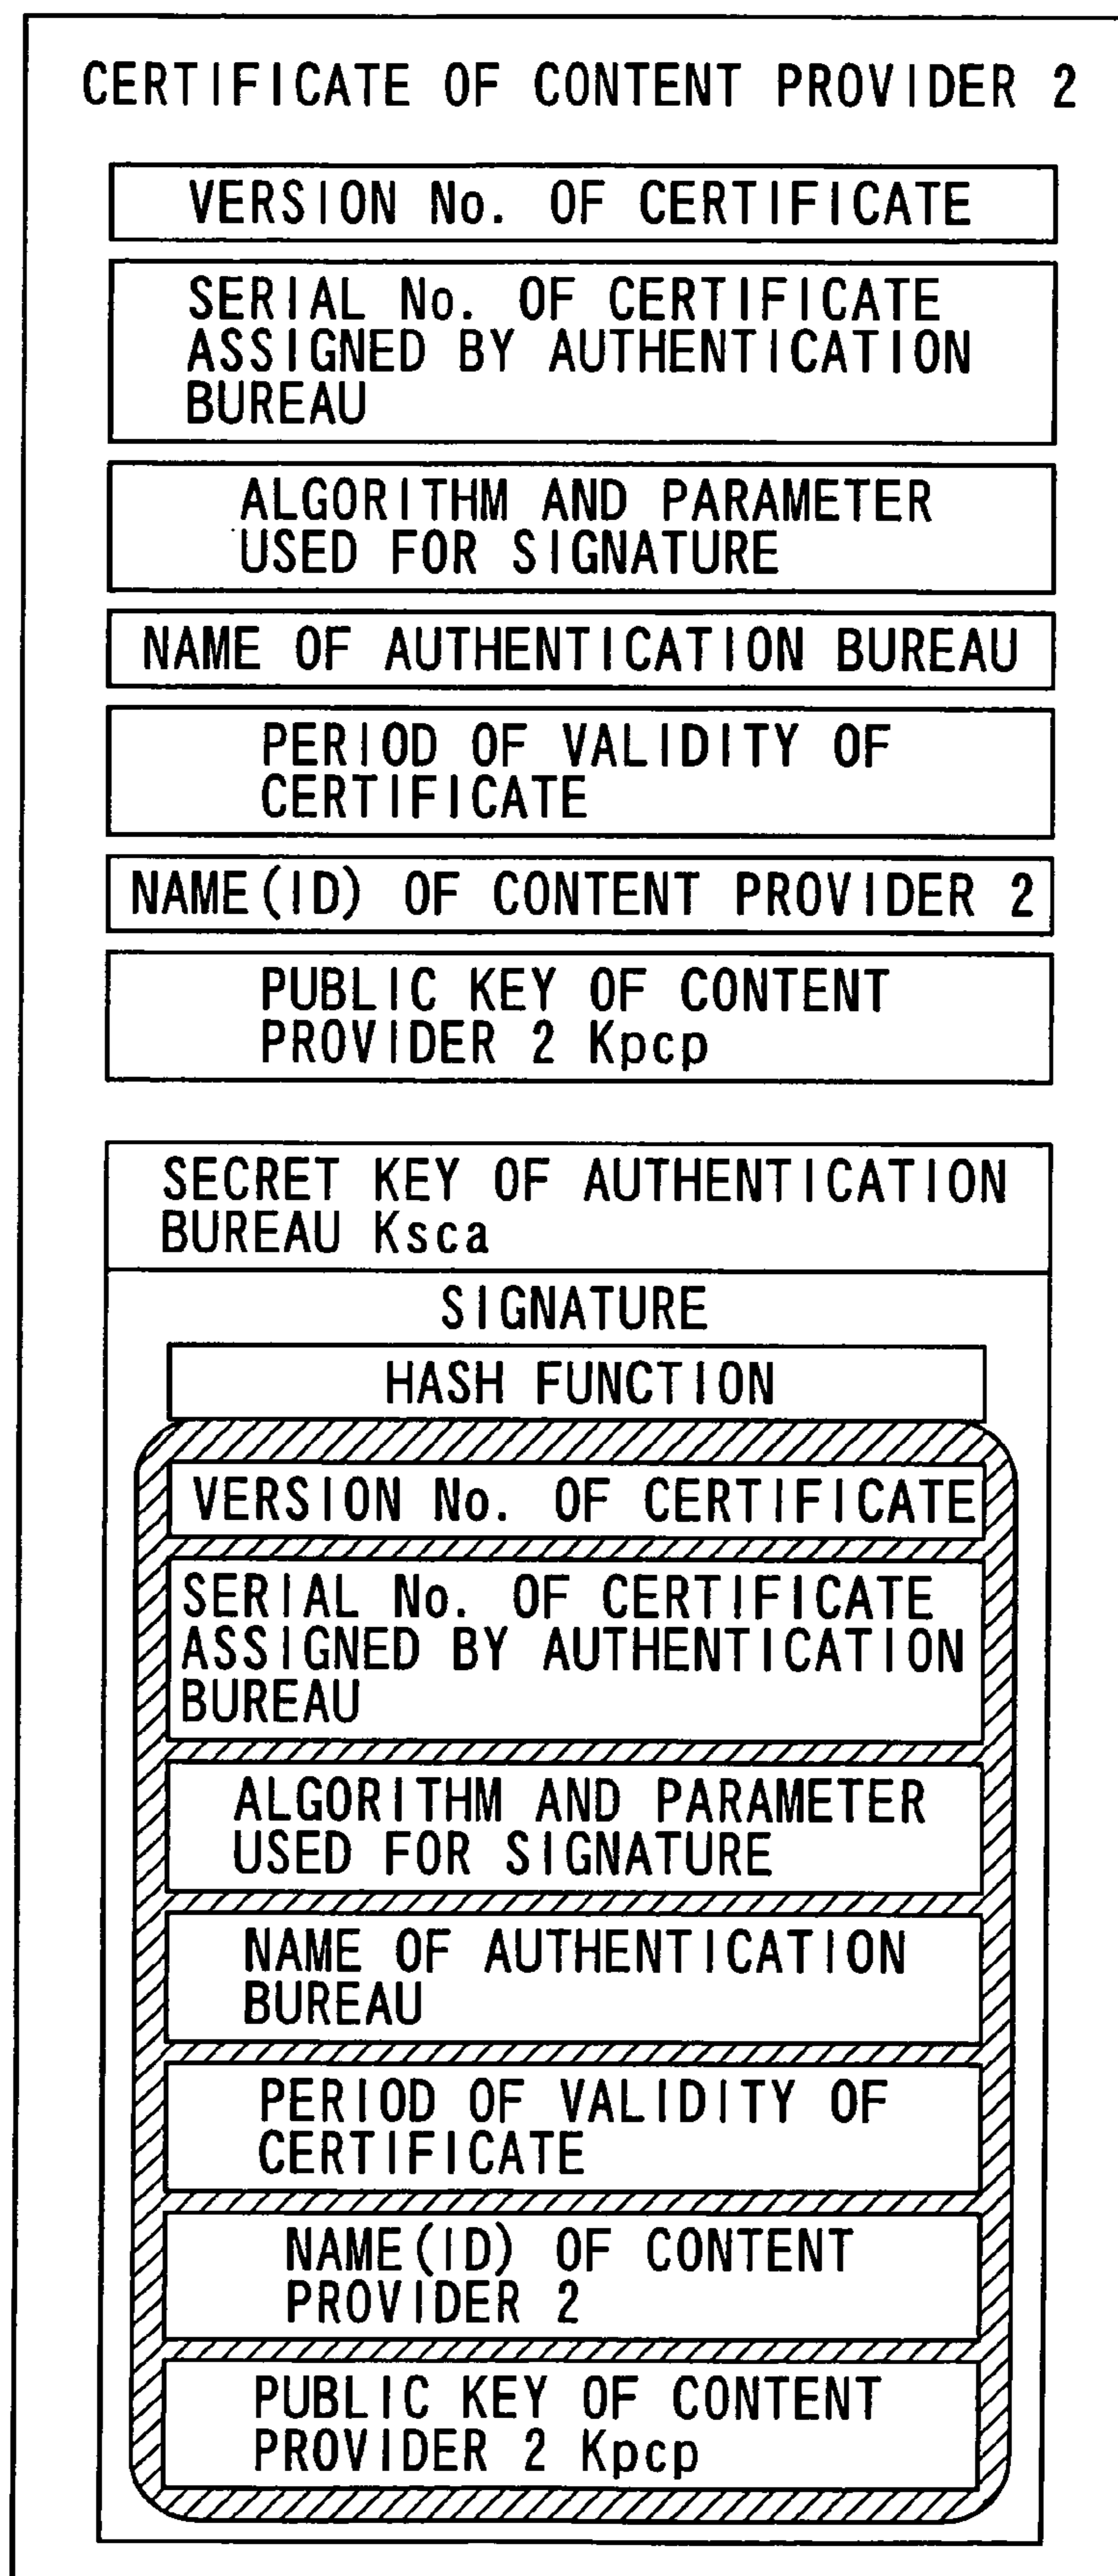 CERTIFICATE OF CONTENT PROVIDER 2
VERSION No. OF CERTIFICATE
SERIAL No. OF CERTIFICATE
ASSIGNED BY AUTHENTICATION
BUREAU
ALGORITHM AND PARAMETER
USED FOR SIGNATURE
NAME OF AUTHENTICATION BUREAU
PERIOD OF VALIDITY OF
CERTIFICATE
NAME(ID) OF CONTENT PROVIDER 2
PUBLIC KEY OF CONTENT
PROVIDER 2 Kpcp
SECRET KEY OF AUTHENTICATION
BUREAU Ksca
SIGNATURE
HASH FUNCTION
VERSION No. OF CERTIFICATE
SERIAL No. OF CERTIFICATE
ASSIGNED BY AUTHENTICATION
BUREAU
ALGORITHM AND PARAMETER
USED FOR SIGNATURE
NAME OF AUTHENTICATION
BUREAU
PERIOD OF VALIDITY OF
CERTIFICATE
NAME(ID) OF CONTENT
PROVIDER 2
PUBLIC KEY OF CONTENT
PROVIDER 2 Kpcp